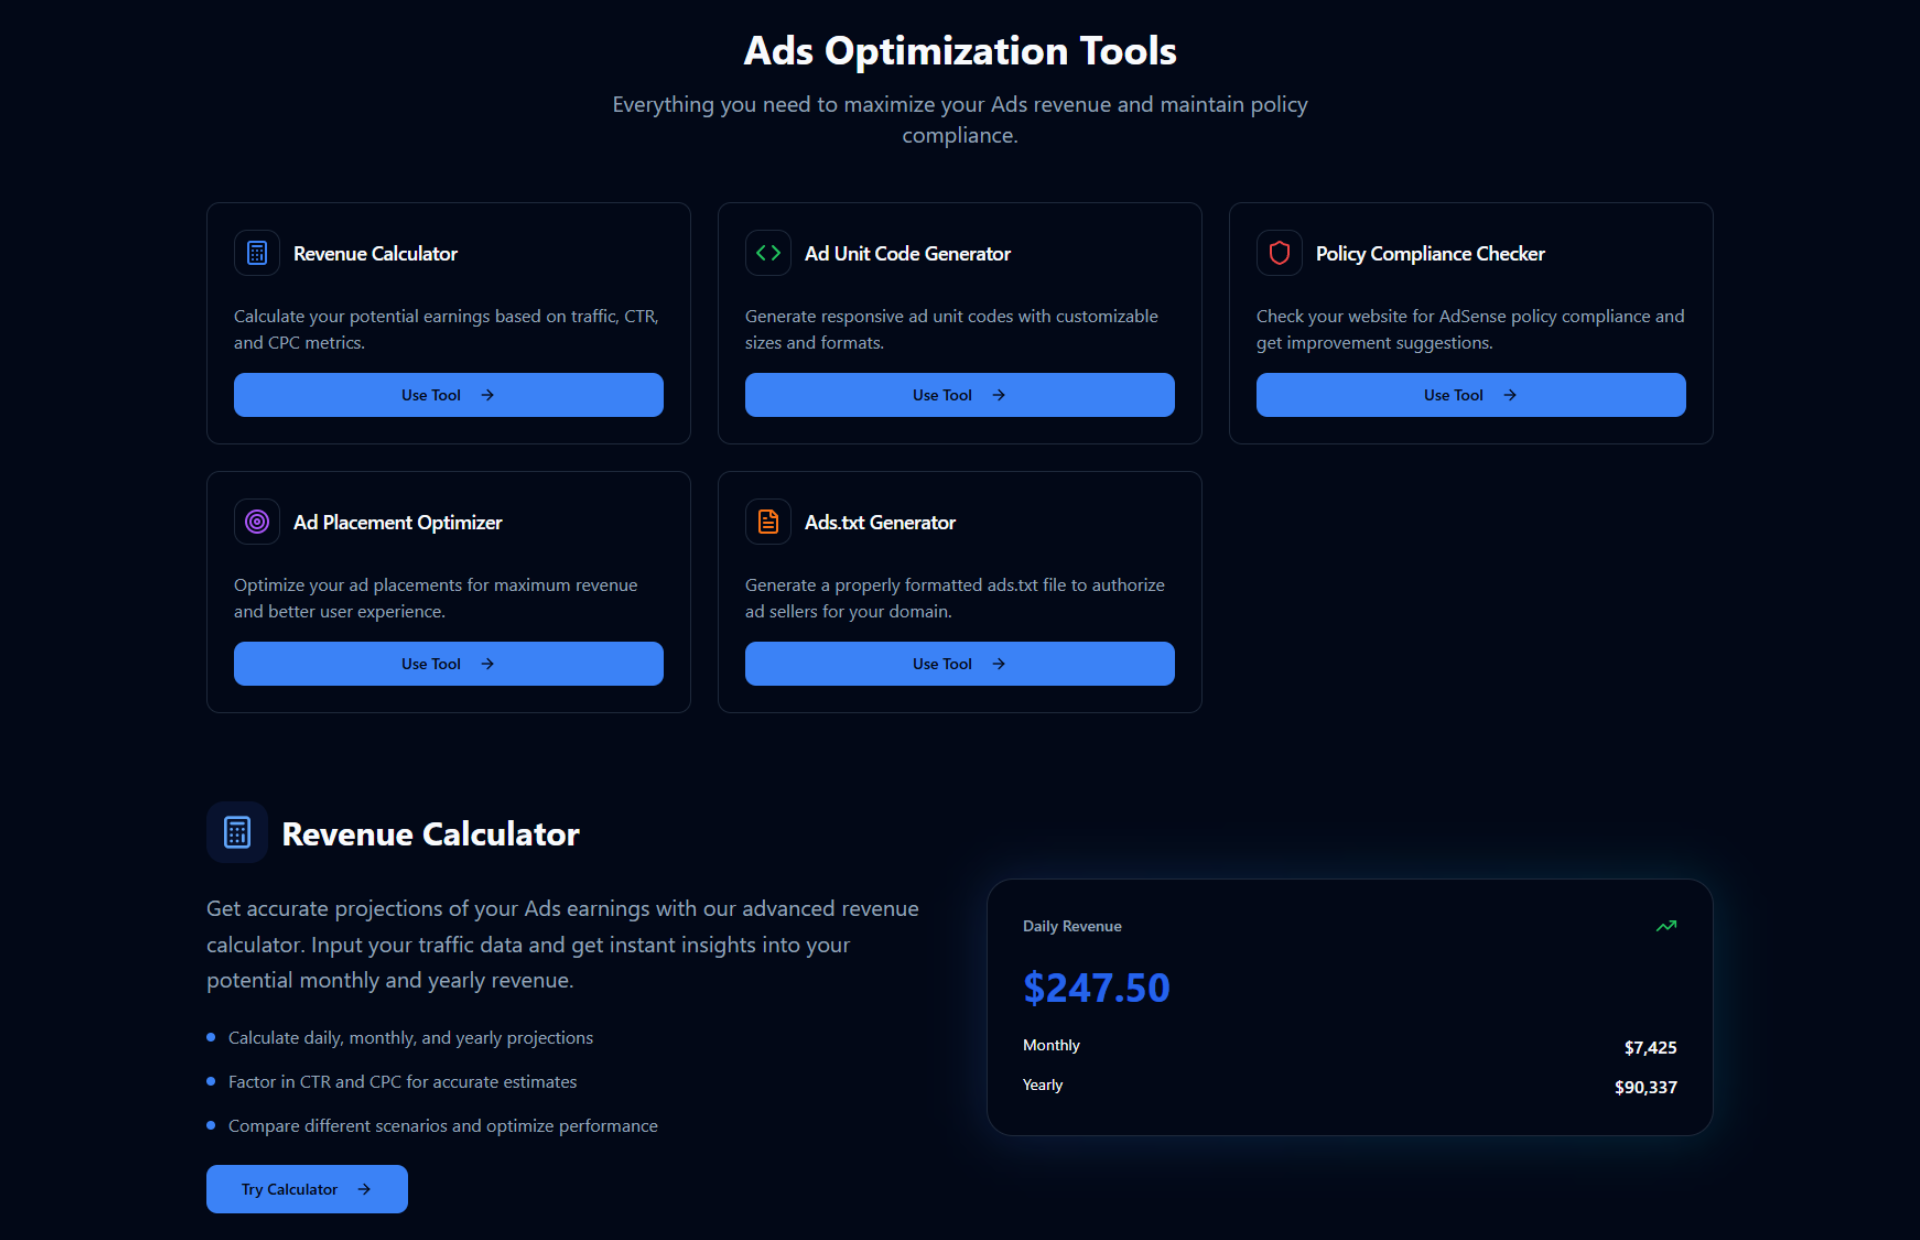 Ads Optimization Tools
Everything you need to maximize your Ads revenue and maintain policy
compliance.
Revenue Calculator
Calculate your potential earnings based on traffic, CTR,
and CPC metrics.
Use Tool
Ad Unit Code Generator
Generate responsive ad unit codes with customizable
sizes and formats.
Use Tool
Policy Compliance Checker
Check your website for AdSense policy compliance and
get improvement suggestions.
Use Tool
Ad Placement Optimizer
Optimize your ad placements for maximum revenue
and better user experience.
Use Tool
Ads.txt Generator
Generate a properly formatted ads.txt file to authorize
ad sellers for your domain.
Use Tool
Revenue Calculator
Get accurate projections of your Ads earnings with our advanced revenue
calculator. Input your traffic data and get instant insights into your
potential monthly and yearly revenue.
Calculate daily, monthly, and yearly projections
Factor in CTR and CPC for accurate estimates
Compare different scenarios and optimize performance
Try Calculator
Daily Revenue
$247.50
Monthly $7,425
Yearly $90,337